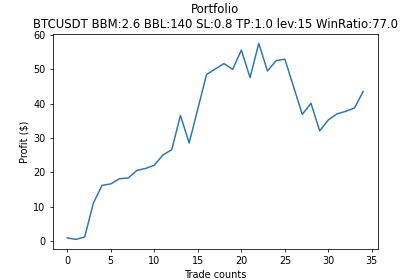 Portfolio
BTCUSDT BBM:2.6 BBL:140 SL:0.8 TP:1.0 lev:15 WinRatio:77.0
60
50
40
30
20
10
0
Profit ($)
0 5 10 15 20 25 30 35
Trade counts